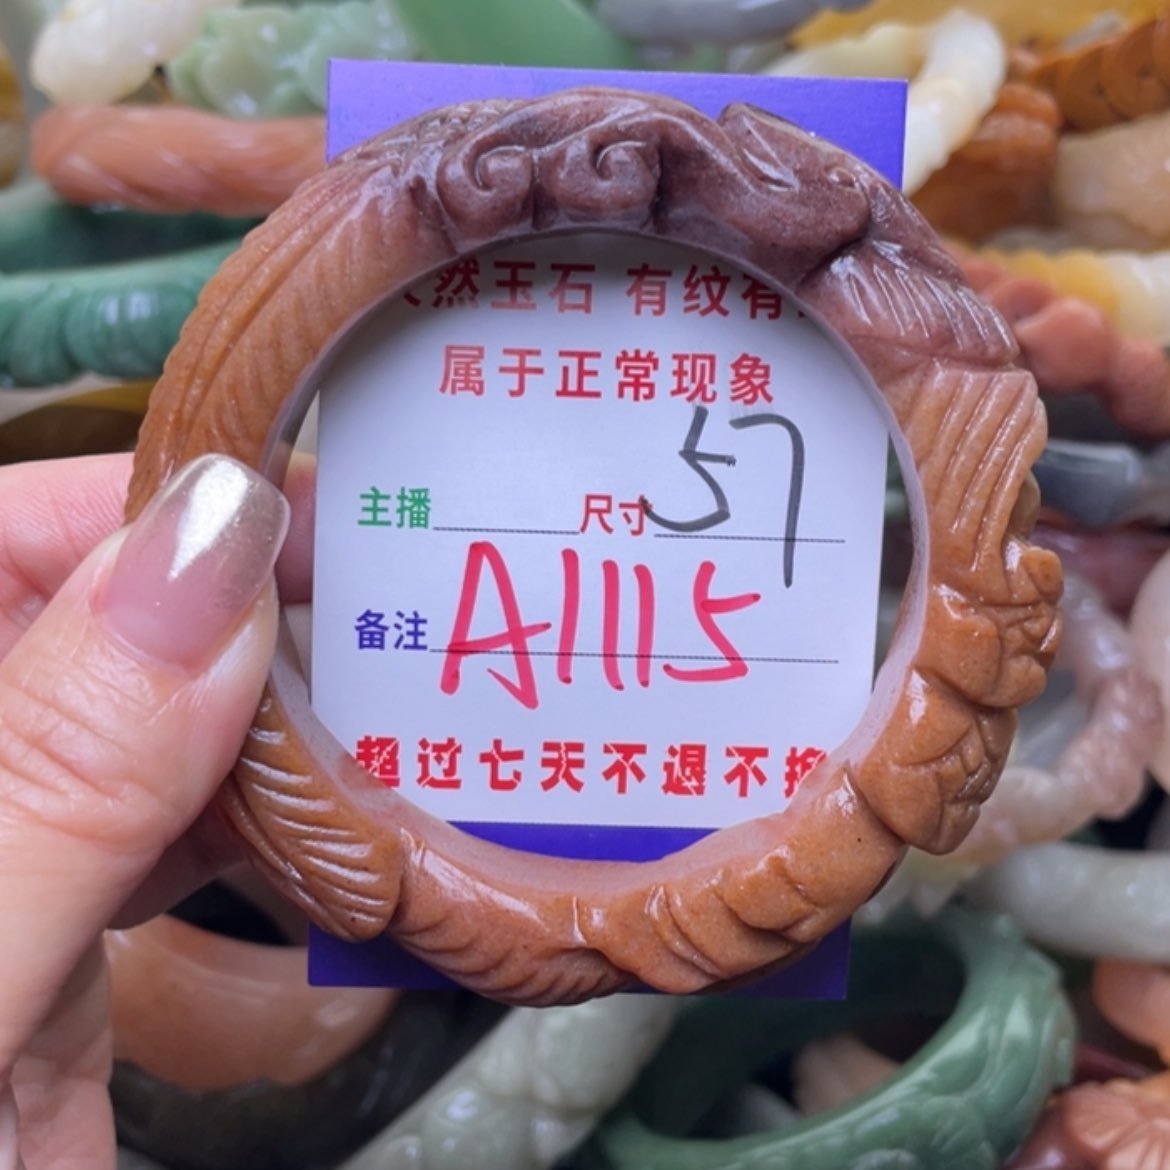 然玉石 有纹有
属于正常现象
主播 尺寸 57
备注 A1115
超过七天不退不换